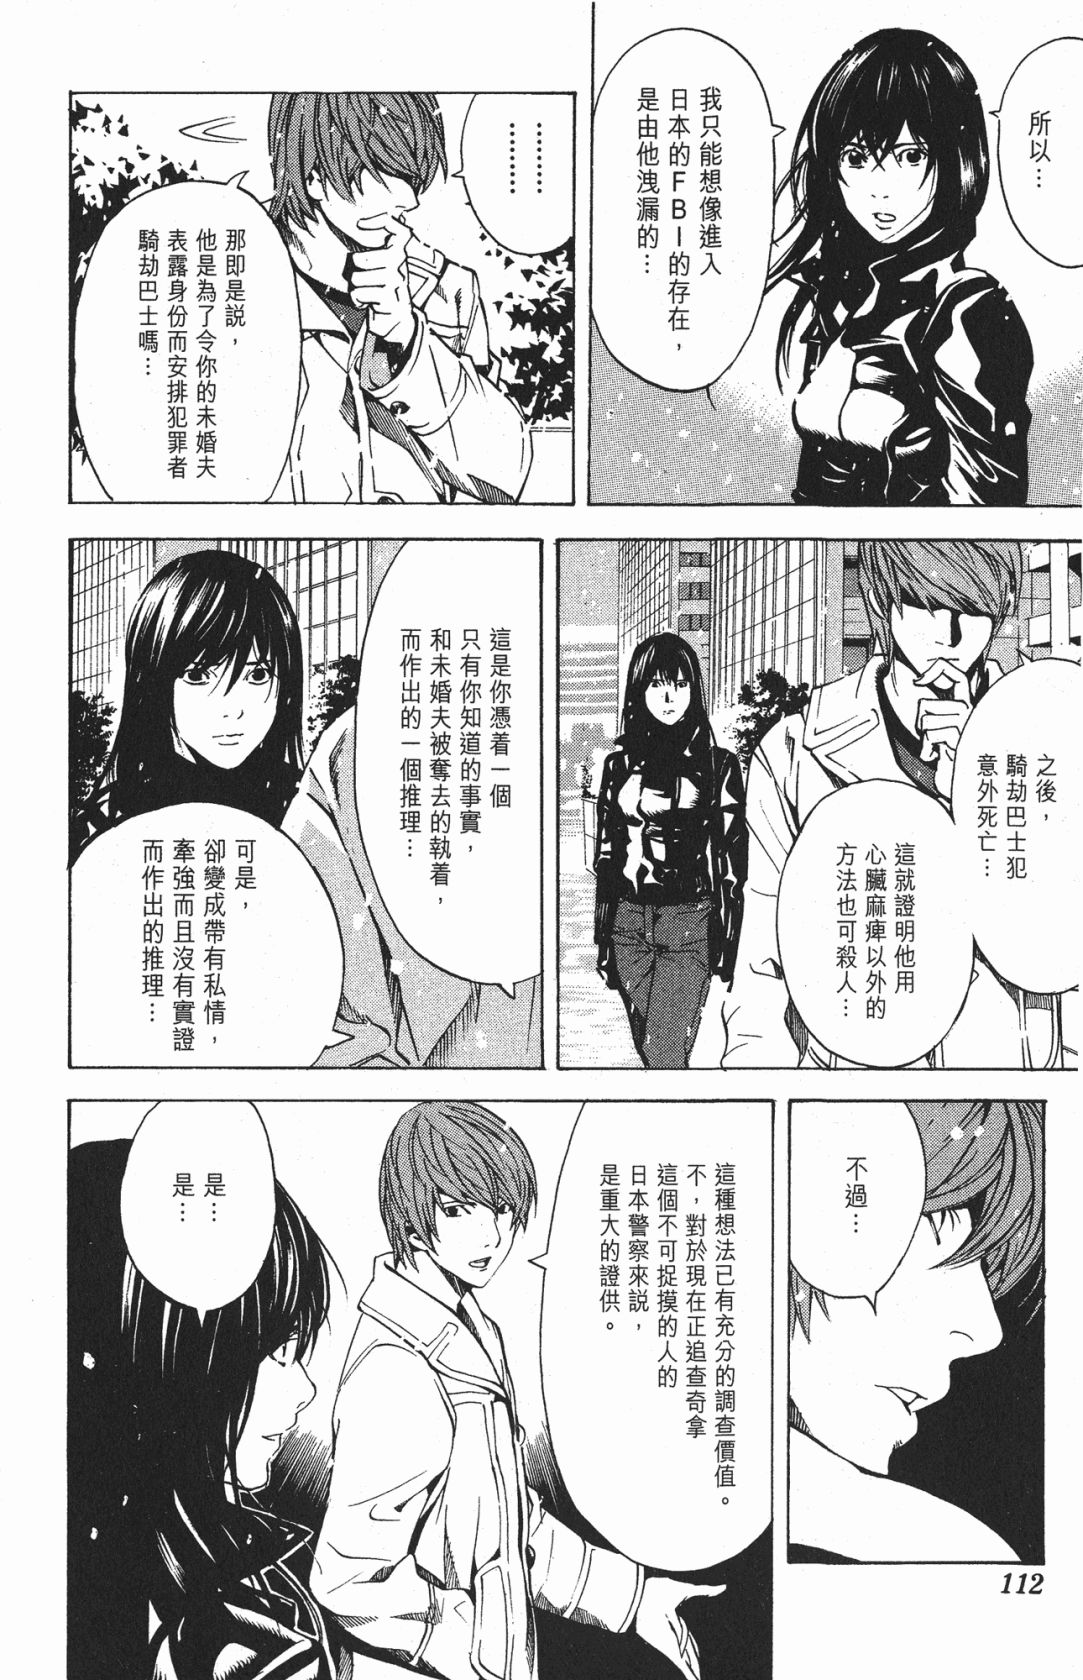 所以…
我只能想像進入
日本的FBI的存在，
是由他洩漏的…
………
………
那即是說，
他是為了令你的未婚夫
表露身份而安排犯罪者
騎劫巴士嗎…
之後，
騎劫巴士犯
意外死亡…
這就證明他用
心臟麻痺以外的
方法也可殺人…
這是你憑着一個
只有你知道的事實，
和未婚夫被奪去的執着，
而作出的一個推理…
可是，
卻變成帶有私情，
牽強而且沒有實證
而作出的推理…
不過…
這種想法已有充分的調查價值。
不，對於現在正追查奇拿
這個不可捉摸的人的
日本警察來說，
是重大的證供。
是…
是…
112